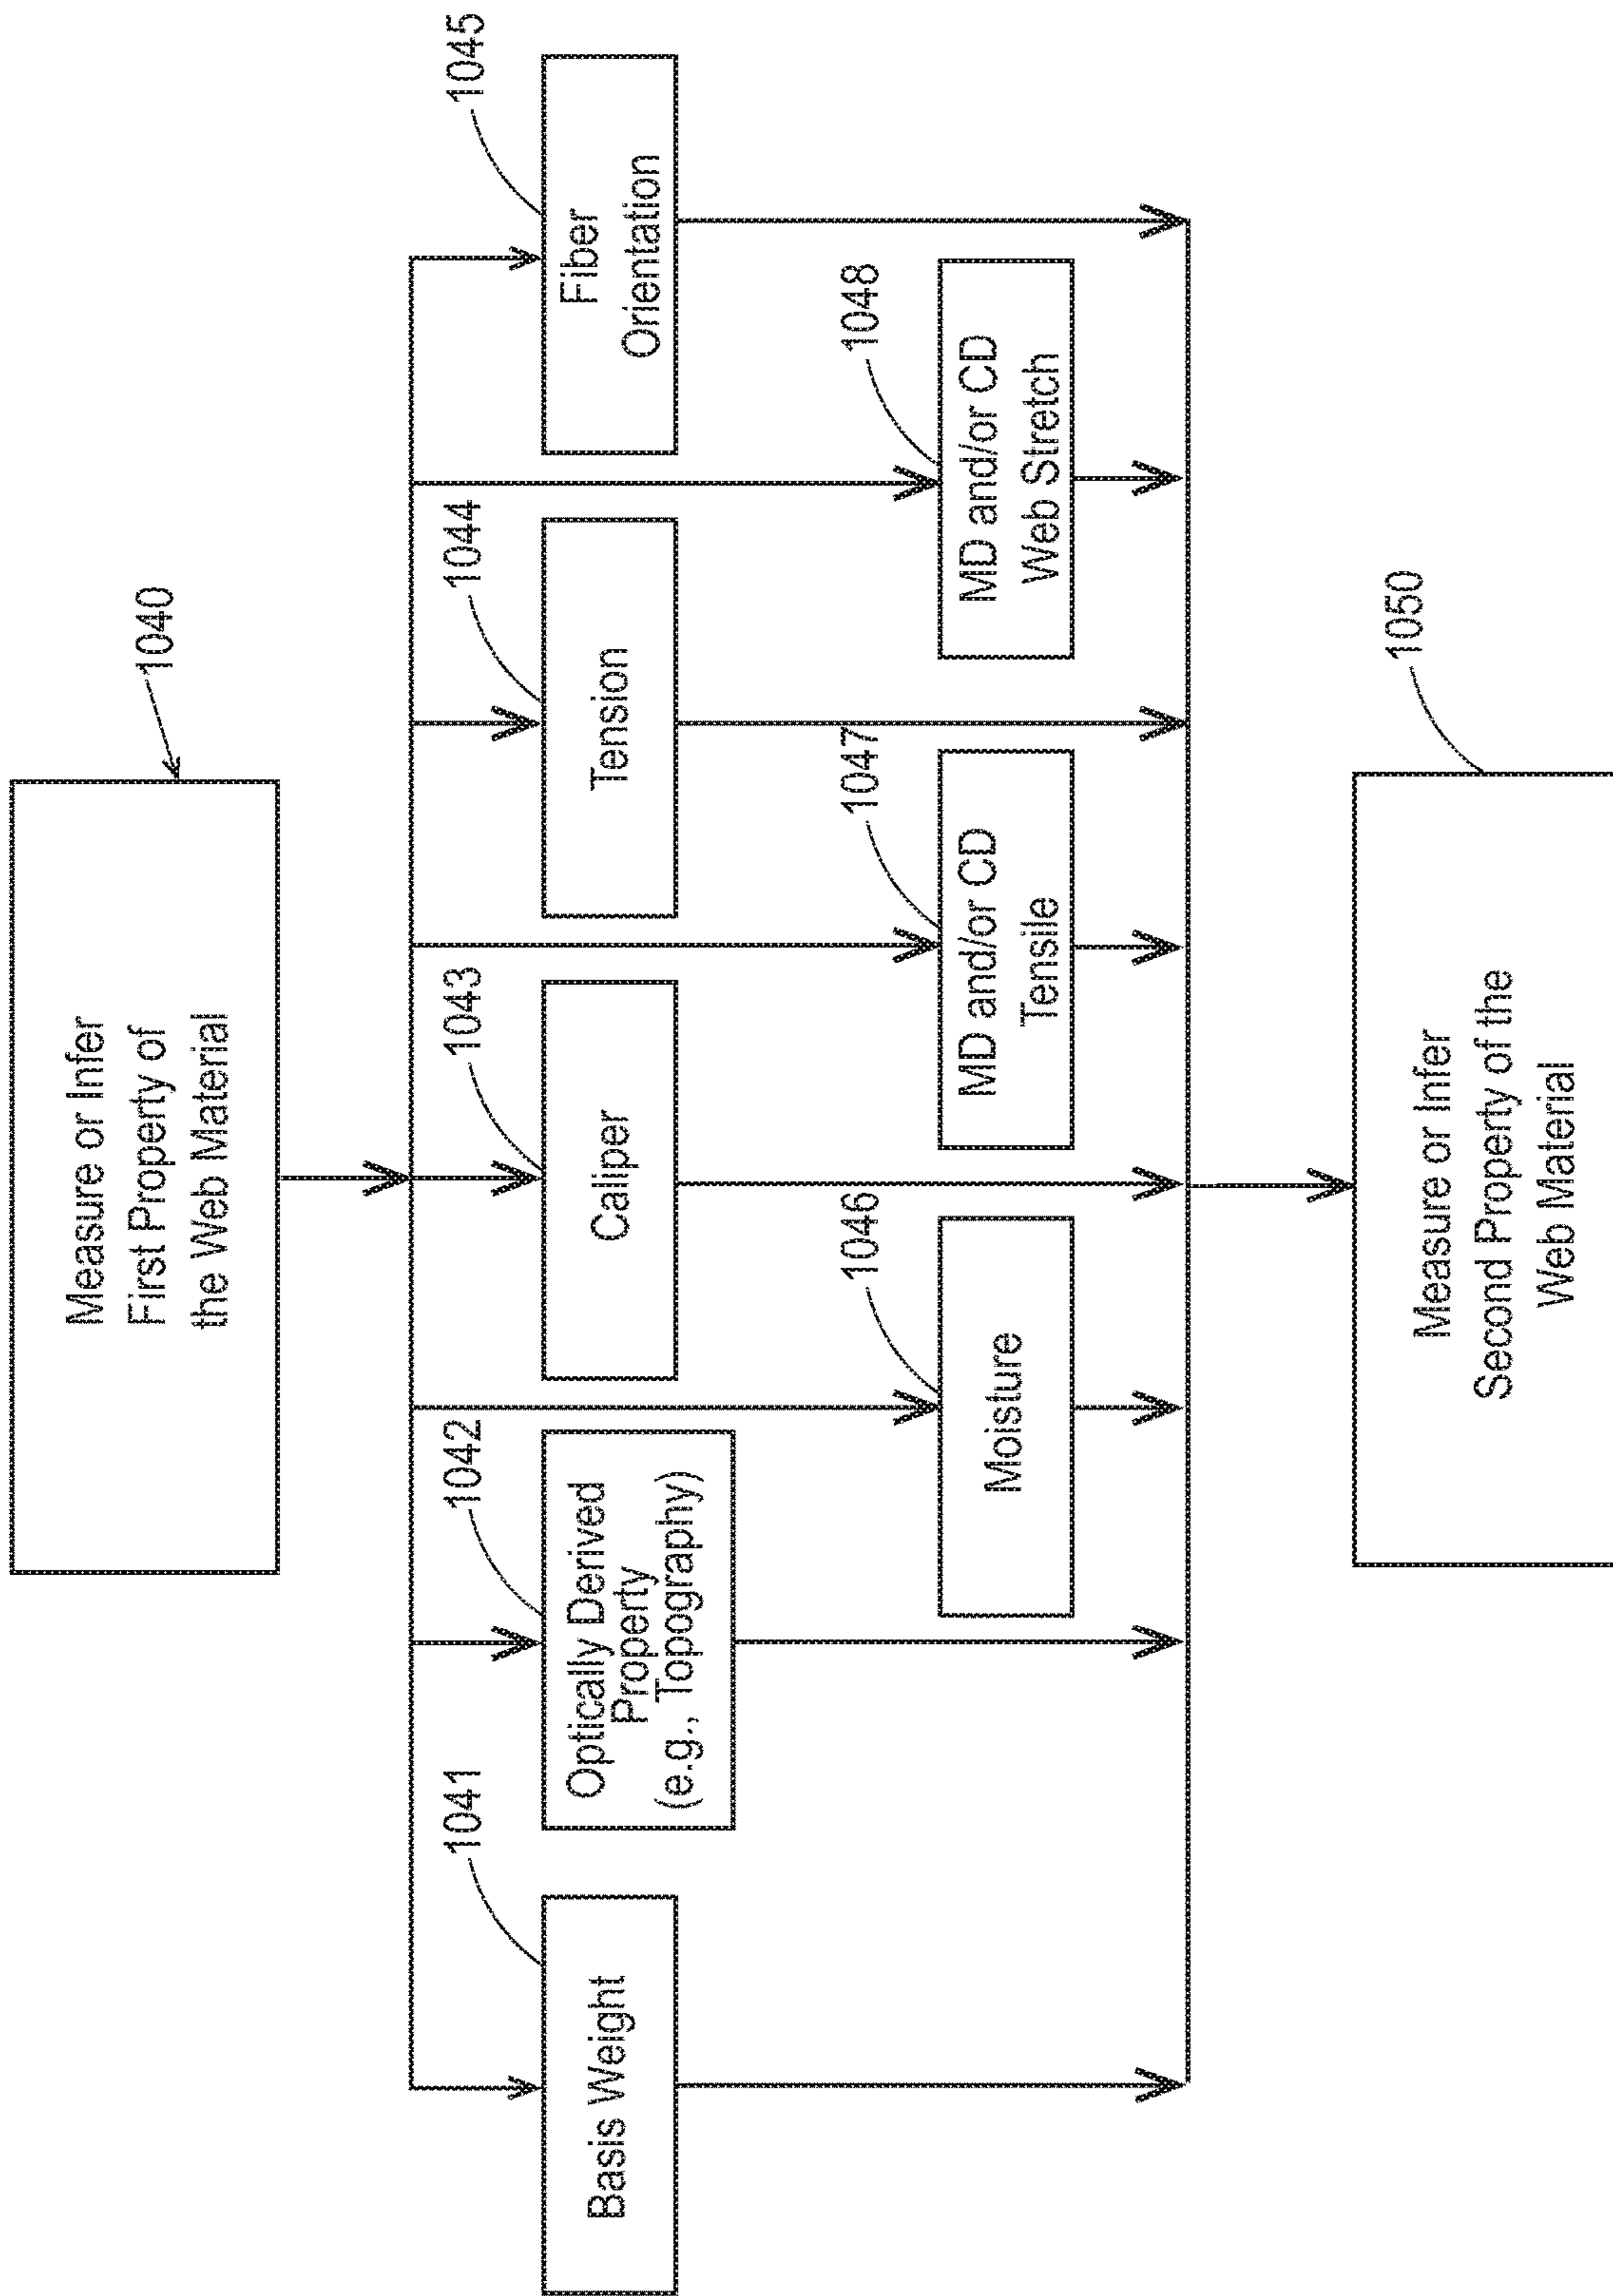 Measure or Infer
First Property of
the Web Material
1040
1041
Basis Weight
1042
Optically Derived
Property
(e.g., Topography)
1043
Caliper
1044
Tension
1045
Fiber
Orientation
1046
Moisture
1047
MD and/or CD
Tensile
1048
MD and/or CD
Web Stretch
1050
Measure or Infer
Second Property of the
Web Material